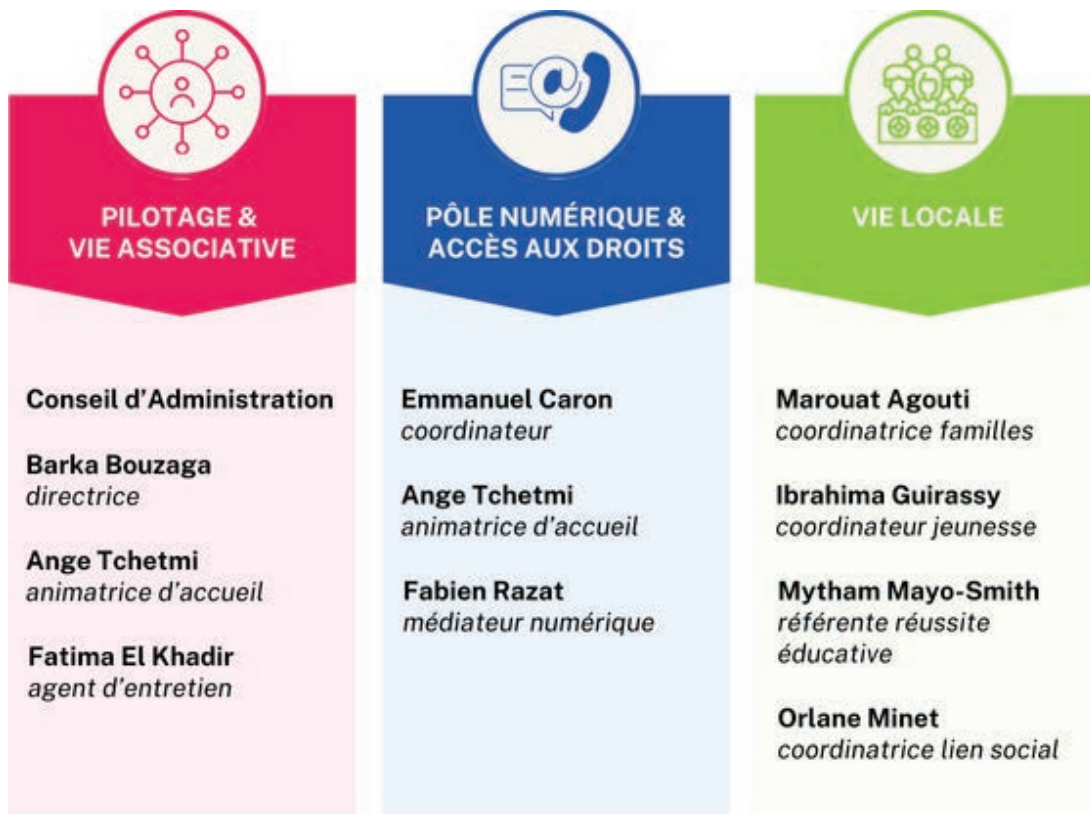 PILOTAGE &
VIE ASSOCIATIVE
Conseil d’Administration
Barka Bouzaga
directrice
Ange Tchetmi
animatrice d’accueil
Fatima El Khadir
agent d’entretien
PÔLE NUMÉRIQUE &
ACCÈS AUX DROITS
Emmanuel Caron
coordinateur
Ange Tchetmi
animatrice d’accueil
Fabien Razat
médiateur numérique
VIE LOCALE
Marouat Agouti
coordinatrice familles
Ibrahima Guirassy
coordinateur jeunesse
Mytham Mayo-Smith
référente réussite
éducative
Orlane Minet
coordinatrice lien social